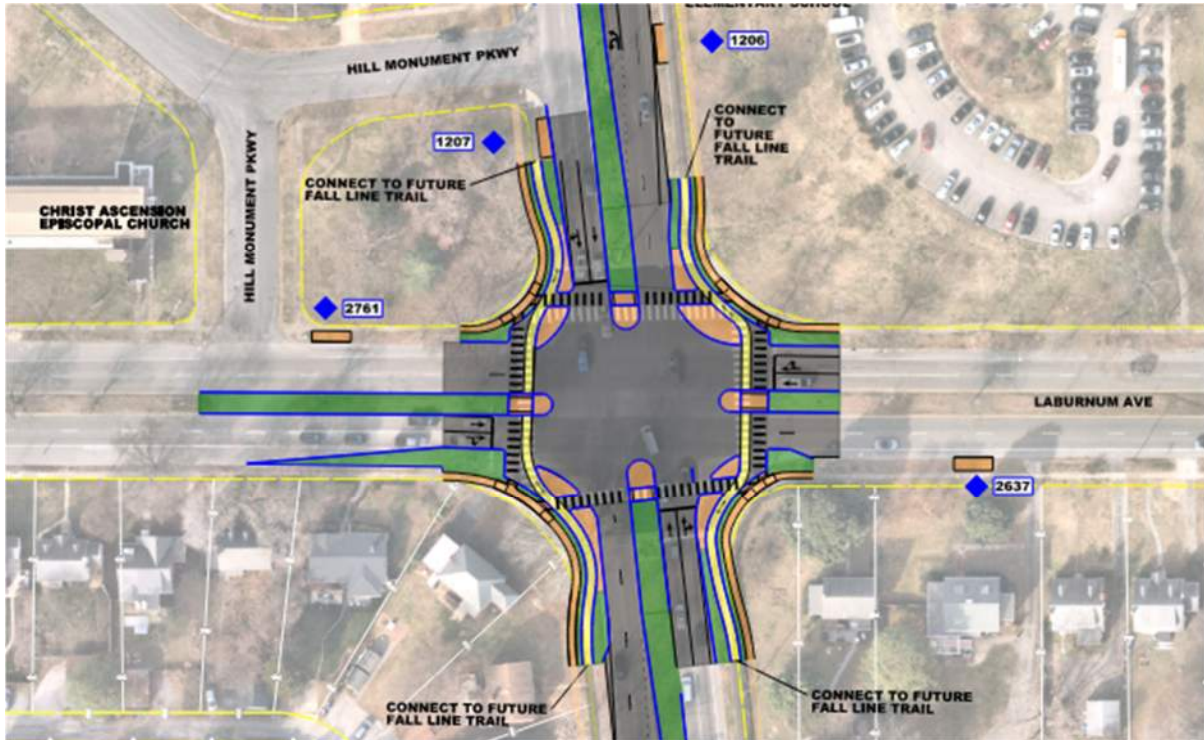 ELEMENTARY SCHOOL
1206
HILL MONUMENT PKWY
CONNECT
TO
FUTURE
FALL LINE
TRAIL
1207
CONNECT TO FUTURE
FALL LINE TRAIL
HILL MONUMENT PKWY
CHRIST ASCENSION
EPISCOPAL CHURCH
2761
LABURNUM AVE
2637
CONNECT TO FUTURE
FALL LINE TRAIL
CONNECT TO FUTURE
FALL LINE TRAIL